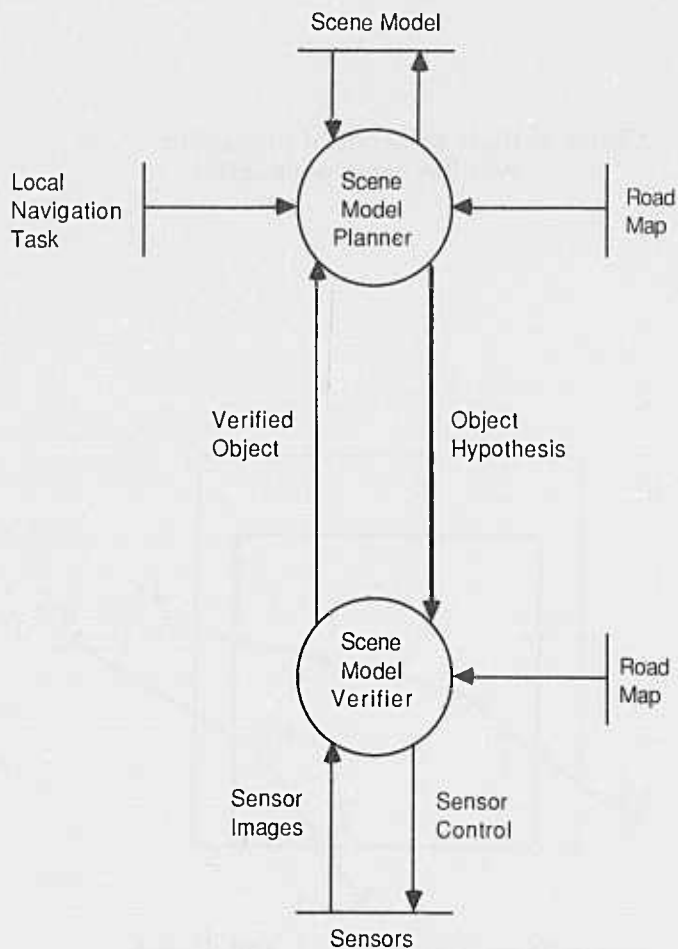 Scene Model
Local
Navigation
Task
Scene
Model
Planner
Road
Map
Verified
Object
Object
Hypothesis
Scene
Model
Verifier
Road
Map
Sensor
Images
Sensor
Control
Sensors